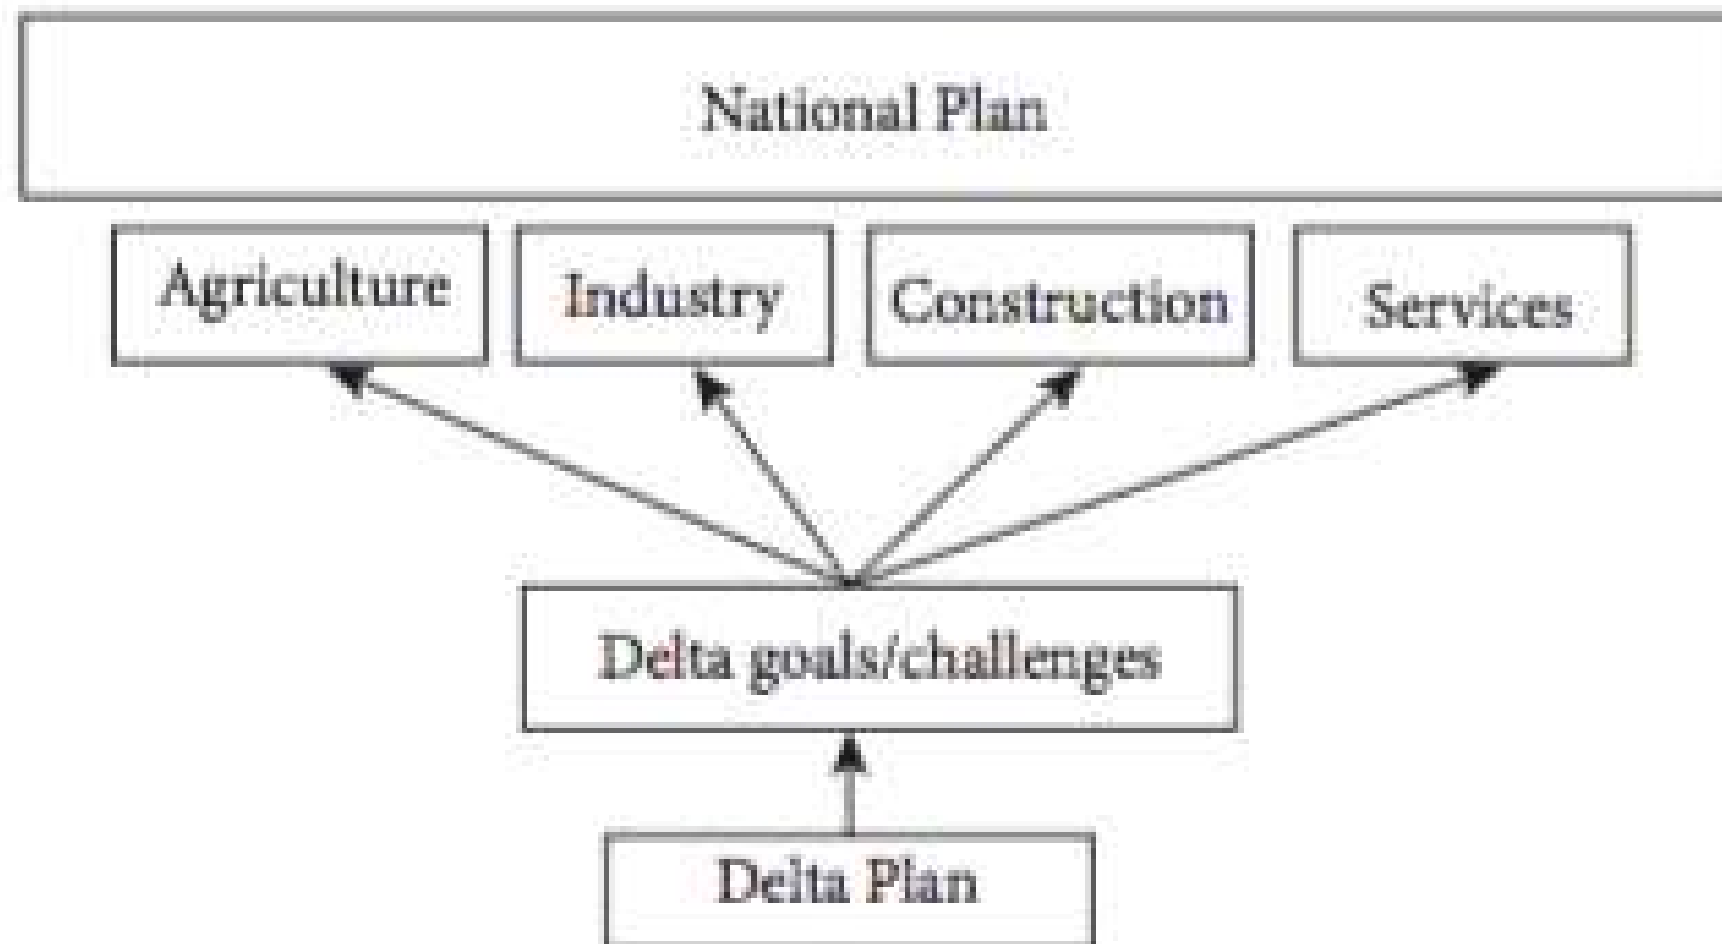 National Plan
Agriculture
Industry
Construction
Services
Delta goals/challenges
Delta Plan